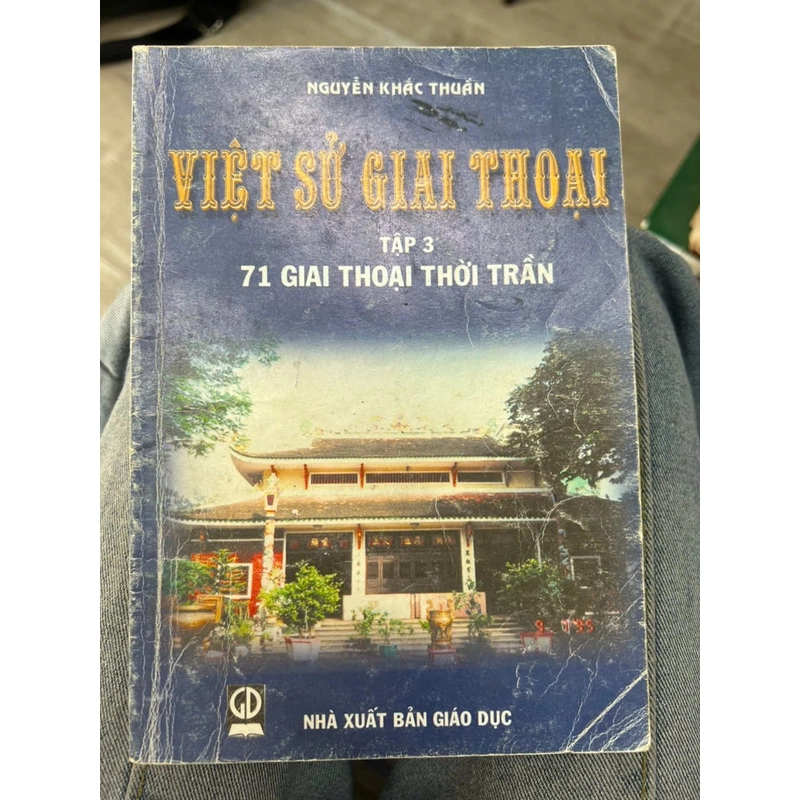 NGUYỄN KHẮC THUẦN
VIỆT SỬ GIAI THOẠI
TẬP 3
71 GIAI THOẠI THỜI TRẦN
GD
NHÀ XUẤT BẢN GIÁO DỤC